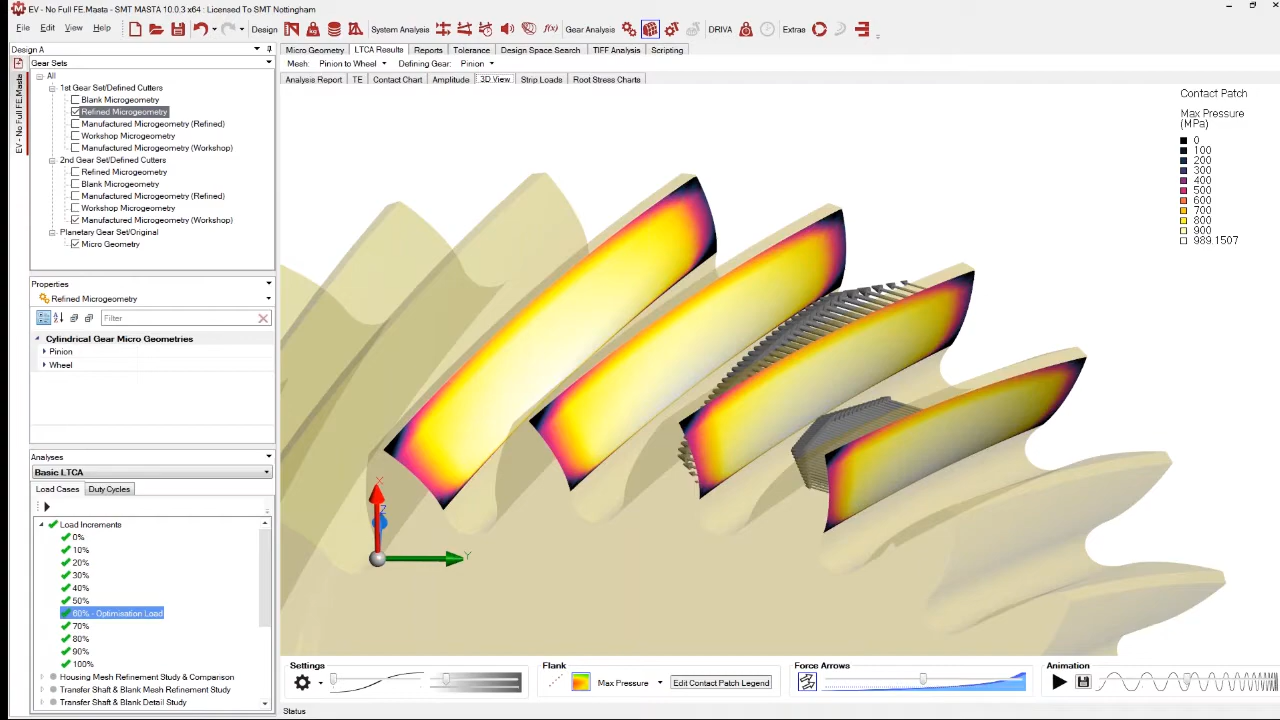 EV - No Full FE.Masta - SMT MASTA 10.0.3 x64 : Licensed To SMT Nottingham
File Edit View Help Design System Analysis f(x) Gear Analysis DRIVA Extras
Design A
Micro Geometry LTCA Results Reports Tolerance Design Space Search TIFF Analysis Scripting
Gear Sets
Mesh: Pinion to Wheel Defining Gear: Pinion
Analysis Report TE Contact Chart Amplitude 3D View Strip Loads Root Stress Charts
EV - No Full FE.Masta
All
1st Gear Set/Defined Cutters
Blank Microgeometry
Refined Microgeometry
Manufactured Microgeometry (Refined)
Workshop Microgeometry
Manufactured Microgeometry (Workshop)
2nd Gear Set/Defined Cutters
Refined Microgeometry
Blank Microgeometry
Manufactured Microgeometry (Refined)
Workshop Microgeometry
Manufactured Microgeometry (Workshop)
Planetary Gear Set/Original
Micro Geometry
Contact Patch
Max Pressure
(MPa)
0
100
200
300
400
500
600
700
800
900
989.1507
Properties
Refined Microgeometry
Filter
Cylindrical Gear Micro Geometries
Pinion
Wheel
Analyses
Basic LTCA
Load Cases Duty Cycles
Load Increments
0%
10%
20%
30%
40%
50%
60% - Optimisation Load
70%
80%
90%
100%
Housing Mesh Refinement Study & Comparison
Transfer Shaft & Blank Mesh Refinement Study
Transfer Shaft & Blank Detail Study
X
Z
Y
Settings Flank Force Arrows Animation
Max Pressure Edit Contact Patch Legend
Status